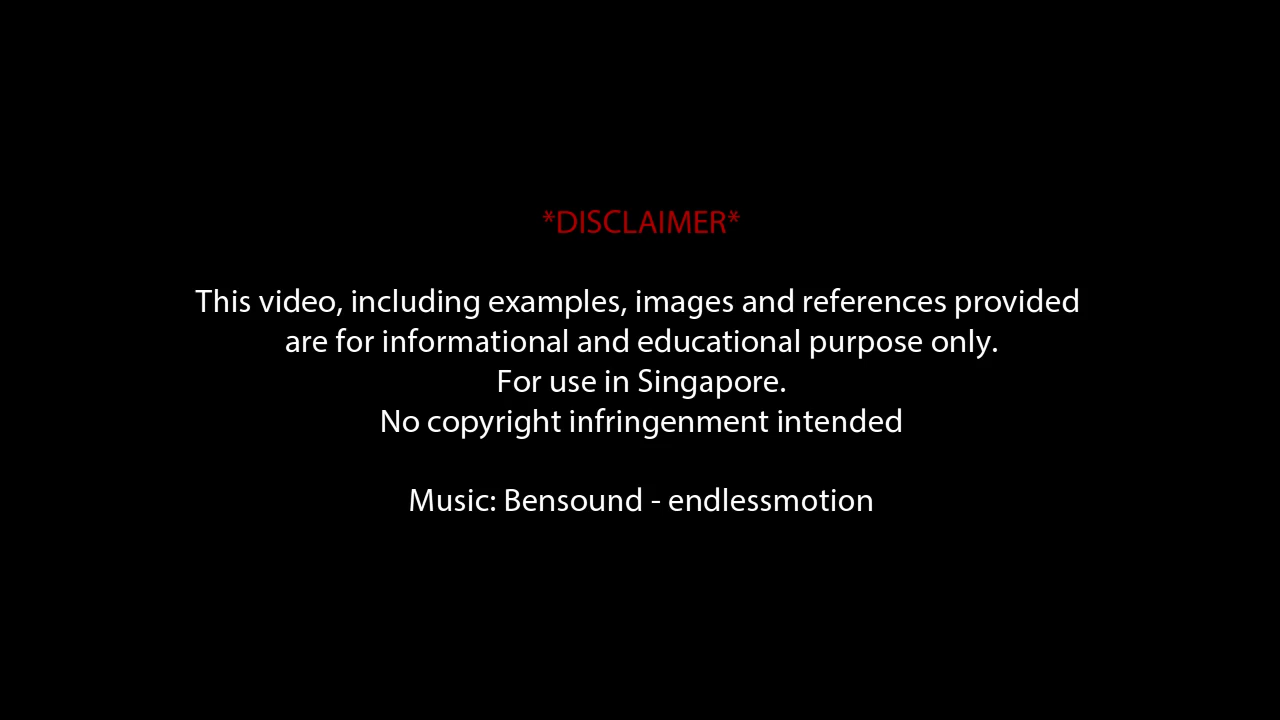 *DISCLAIMER*
This video, including examples, images and references provided
are for informational and educational purpose only.
For use in Singapore.
No copyright infringenment intended
Music: Bensound - endlessmotion